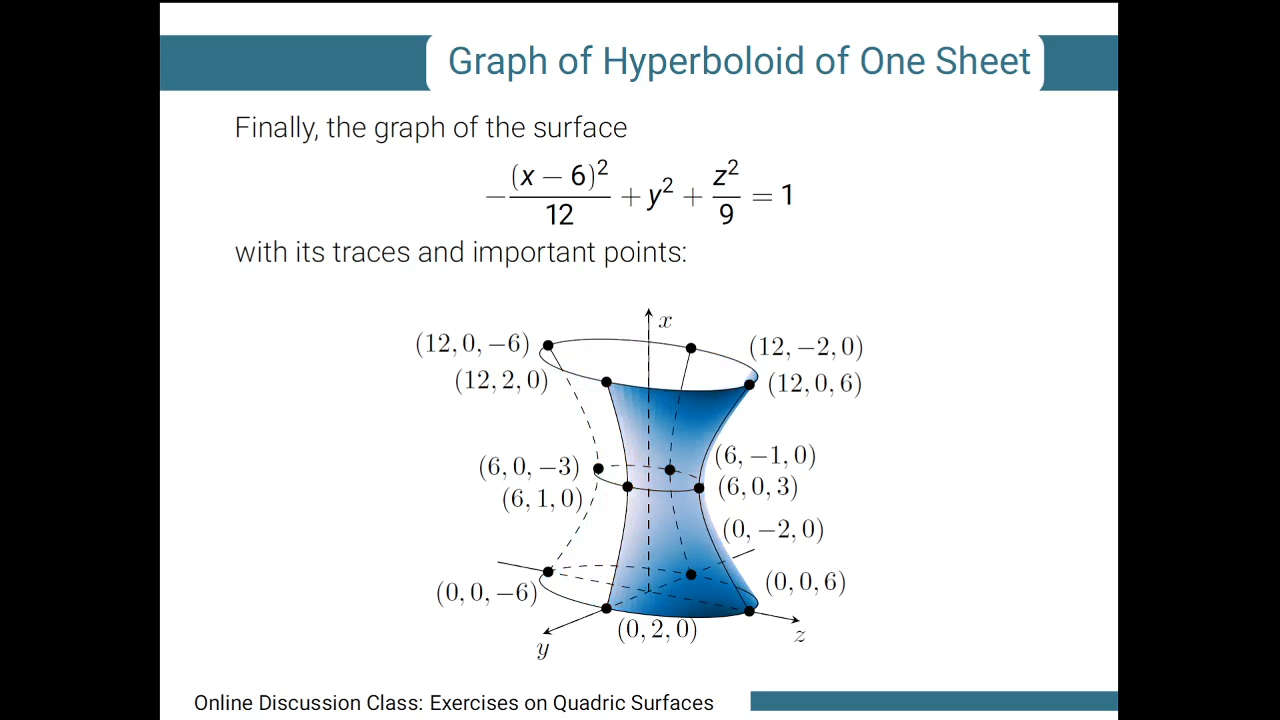 Graph of Hyperboloid of One Sheet
Finally, the graph of the surface
−(x − 6)²/12 + y² + z²/9 = 1
with its traces and important points:
x
(12, 0, −6)
(12, −2, 0)
(12, 2, 0)
(12, 0, 6)
(6, −1, 0)
(6, 0, −3)
(6, 0, 3)
(6, 1, 0)
(0, −2, 0)
(0, 0, 6)
(0, 0, −6)
(0, 2, 0)
z
y
Online Discussion Class: Exercises on Quadric Surfaces